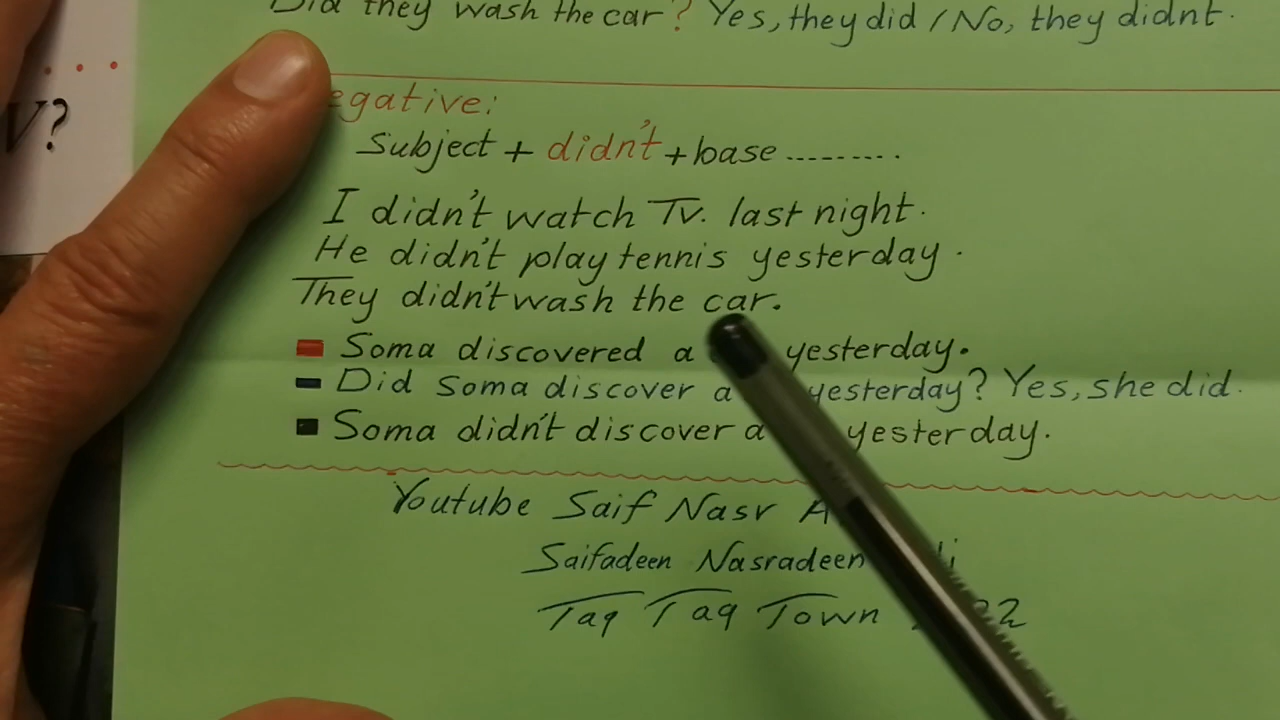 Did they wash the car? Yes, they did / No, they didnt.
V?
egative:
Subject + didn't + base .........
I didn't watch Tv. last night.
He didn't play tennis yesterday.
They didn't wash the car.
Soma discovered a yesterday.
Did Soma discover a yesterday? Yes, she did.
Soma didn't discover a yesterday.
Youtube Saif Nasr
Saifadeen Nasradeen
Taq Taq Town